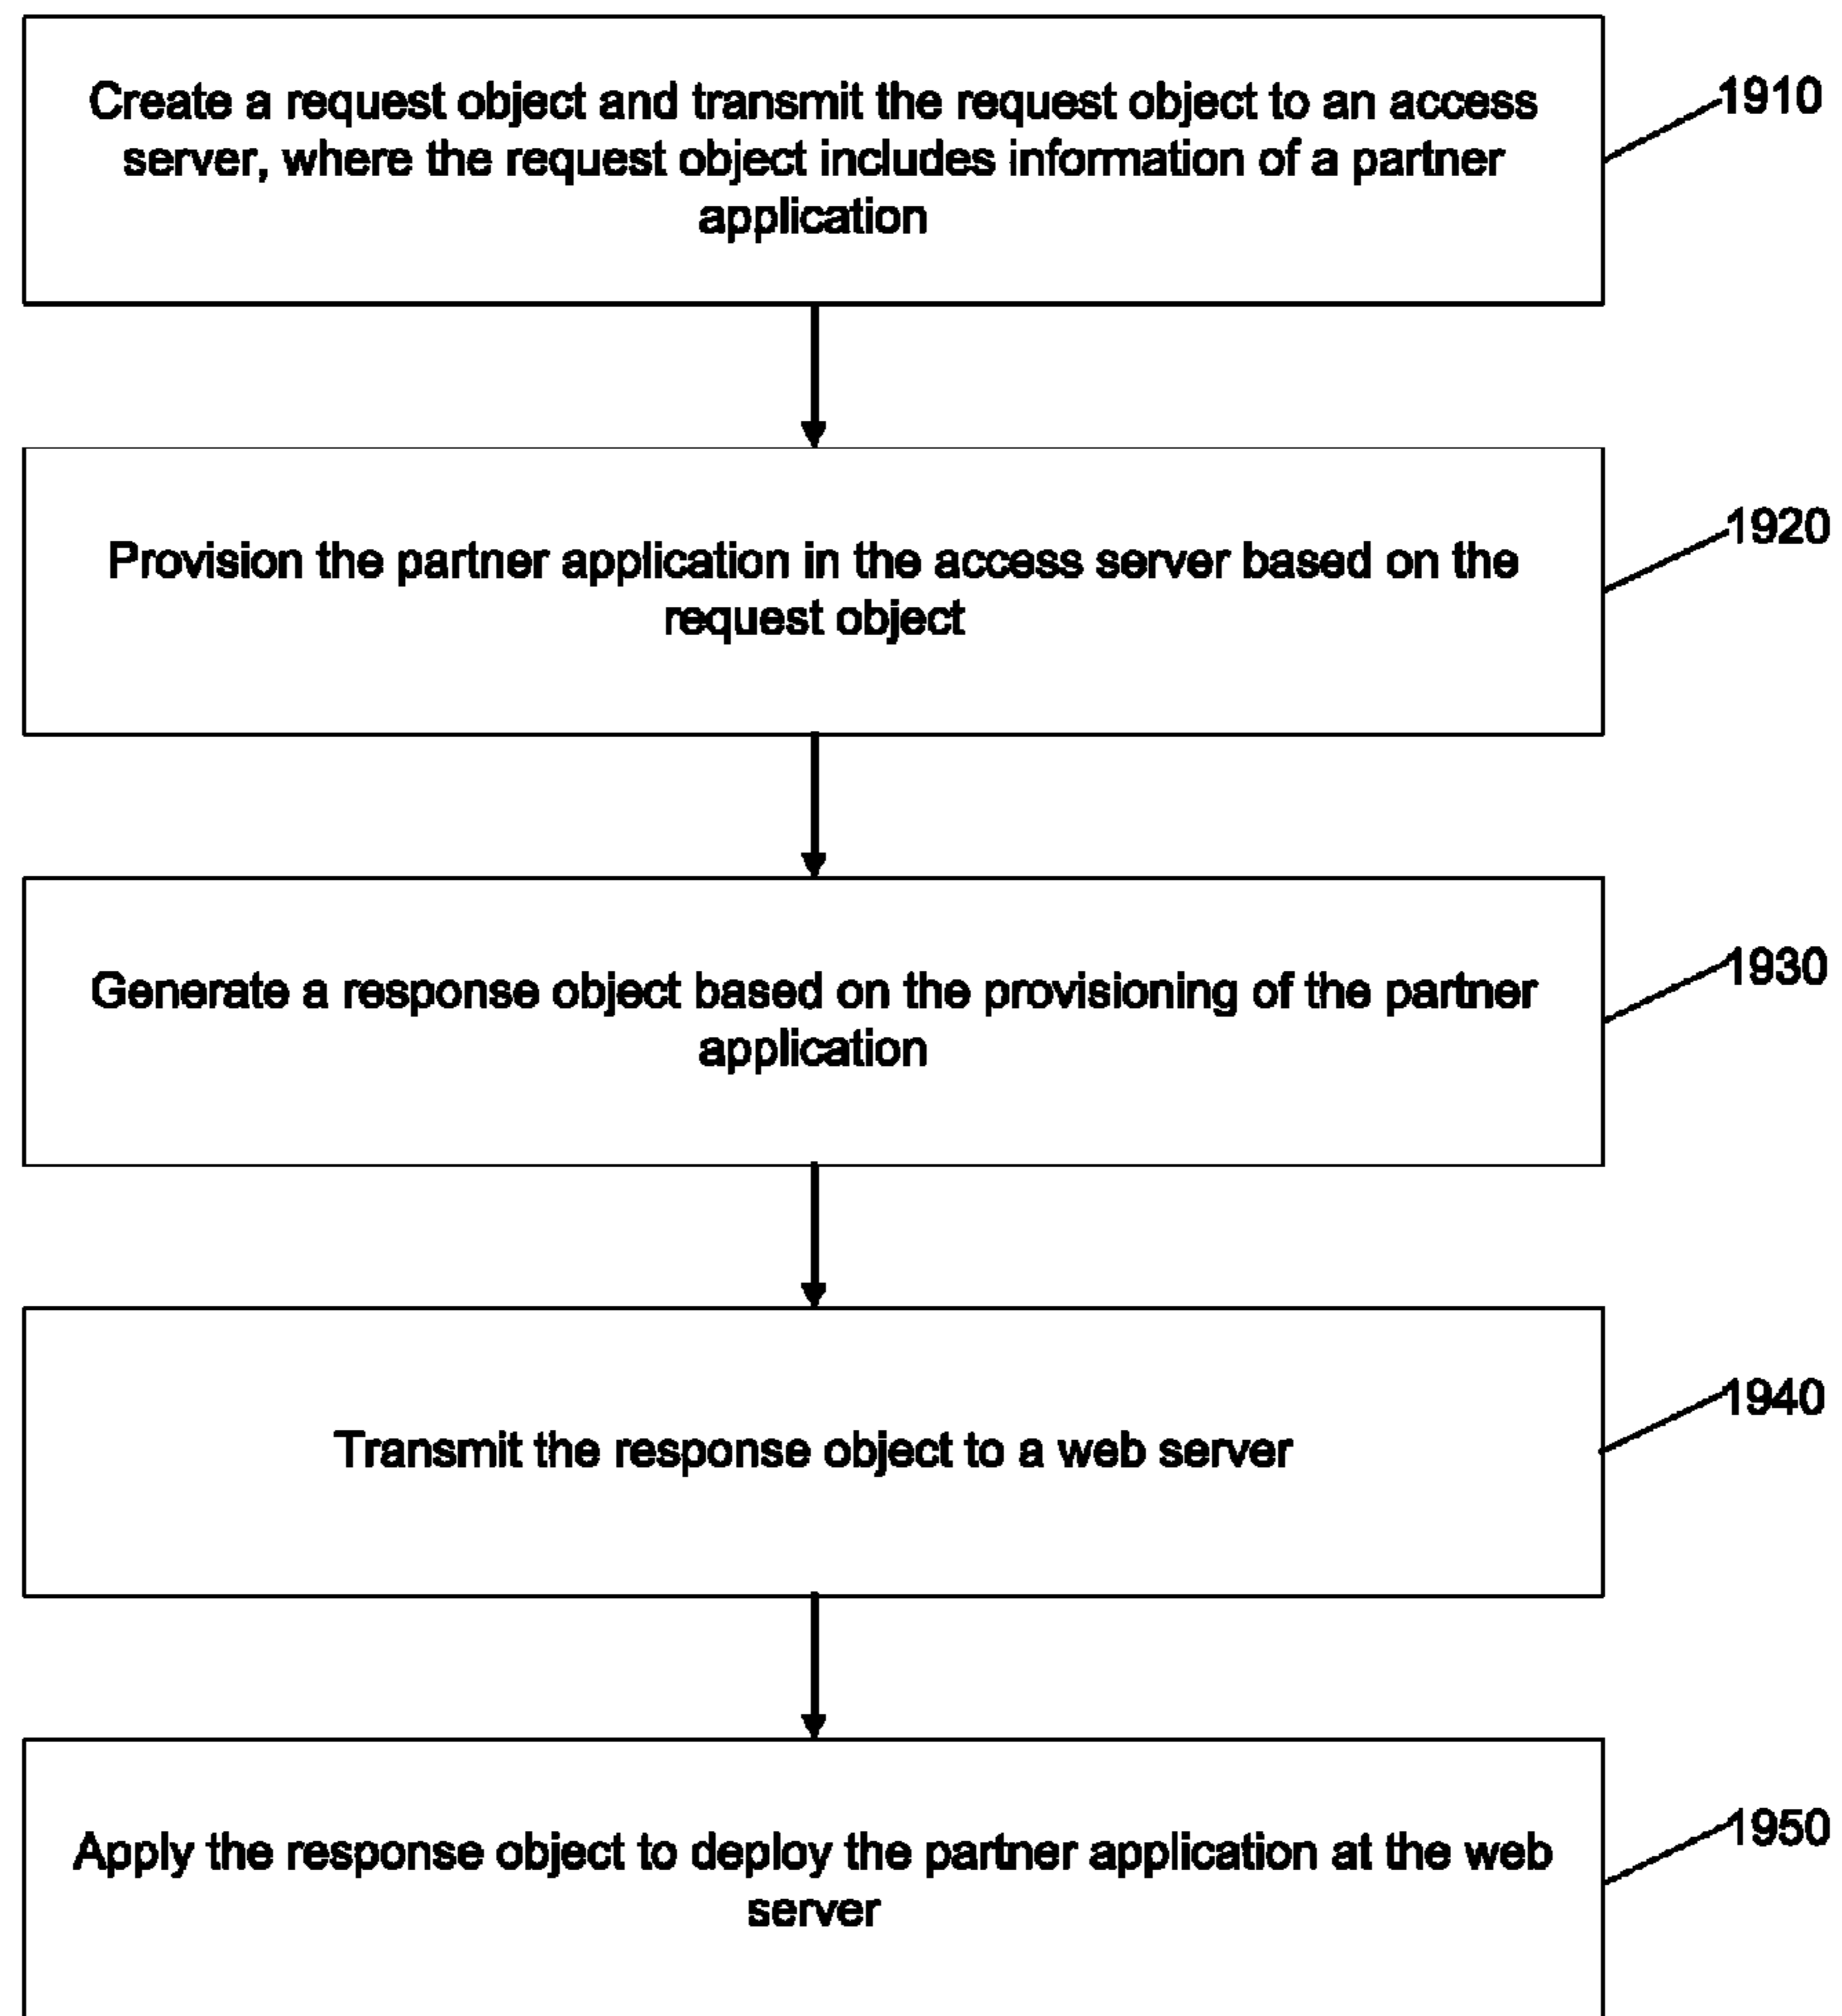 Create a request object and transmit the request object to an access
server, where the request object includes information of a partner
application
1910
Provision the partner application in the access server based on the
request object
1920
Generate a response object based on the provisioning of the partner
application
1930
Transmit the response object to a web server
1940
Apply the response object to deploy the partner application at the web
server
1950